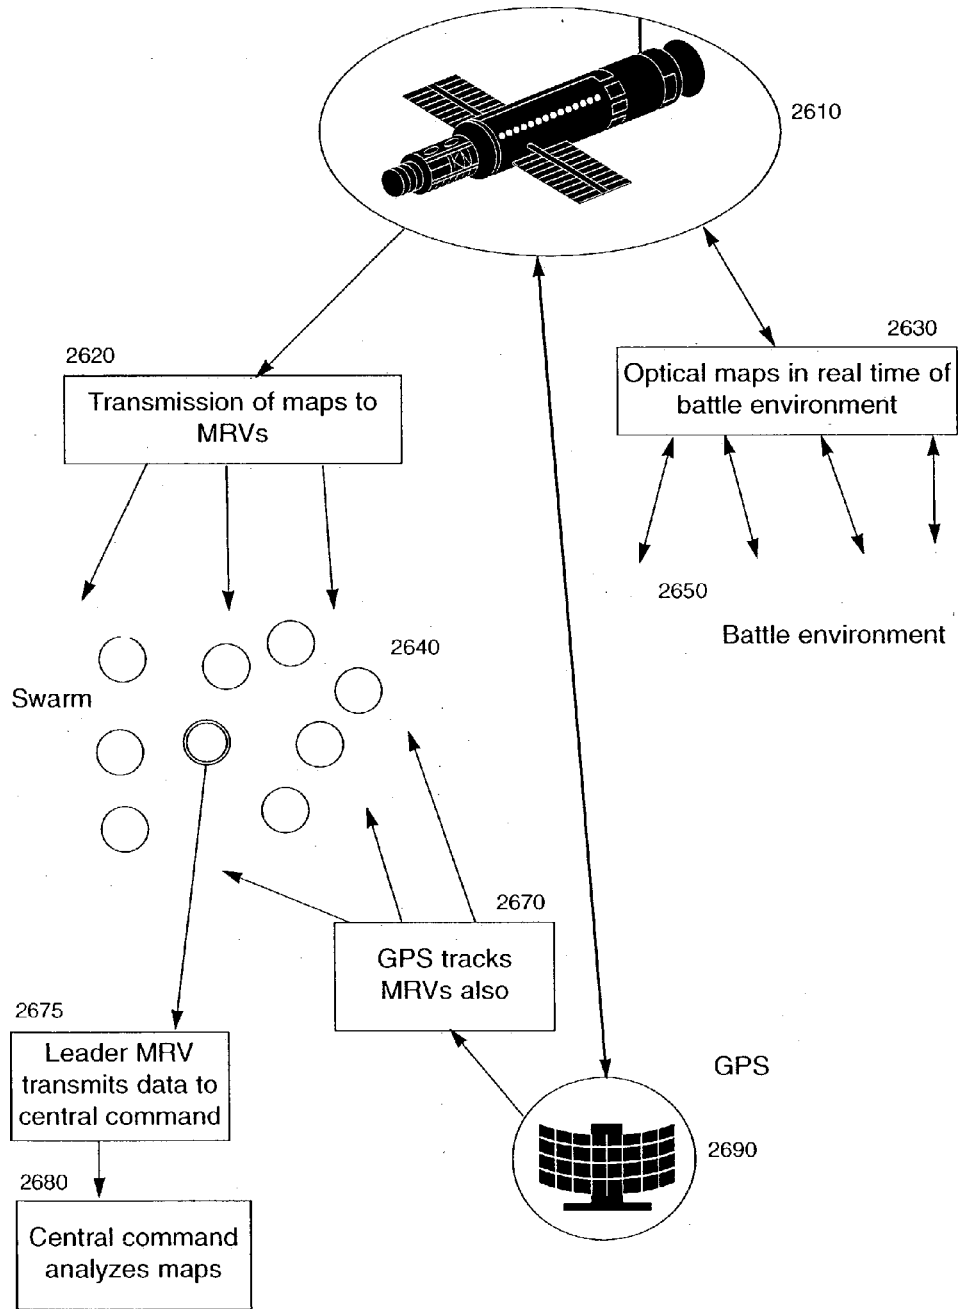 2610
2630
2620
Optical maps in real time of
battle environment
Transmission of maps to
MRVs
2650
Battle environment
2640
Swarm
2670
GPS tracks
MRVs also
2675
Leader MRV
transmits data to
central command
GPS
2690
2680
Central command
analyzes maps